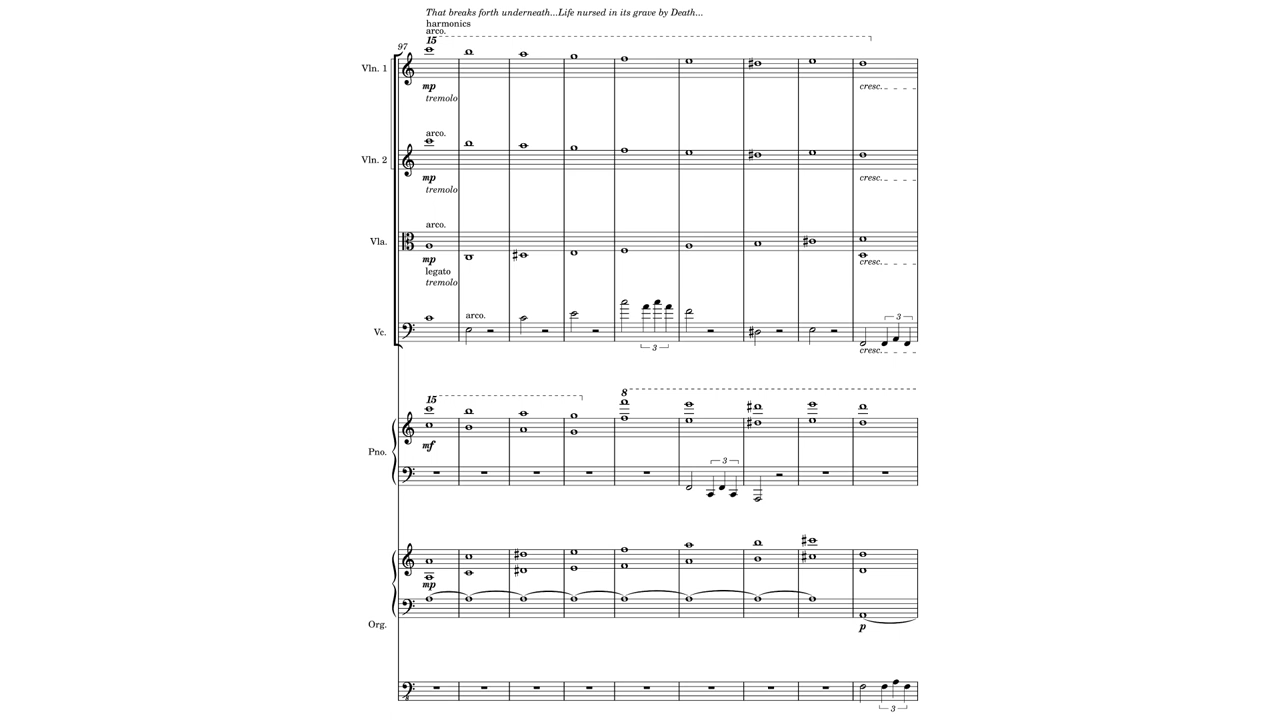 That breaks forth underneath...Life nursed in its grave by Death...
harmonics
arco.
15
97
Vln. 1
mp
cresc.
tremolo
arco.
Vln. 2
mp
cresc.
tremolo
arco.
Vla.
mp
cresc.
legato
tremolo
arco.
3
Vc.
3
cresc.
8
15
mf
Pno.
3
mp
Org.
p
3